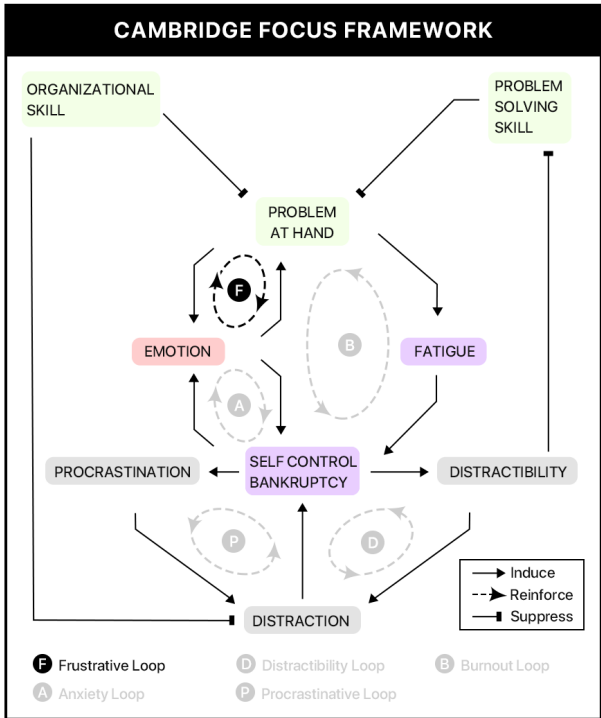 CAMBRIDGE FOCUS FRAMEWORK
ORGANIZATIONAL
SKILL
PROBLEM
SOLVING
SKILL
PROBLEM
AT HAND
F
B
EMOTION
FATIGUE
A
PROCRASTINATION
SELF CONTROL
BANKRUPTCY
DISTRACTIBILITY
P
D
DISTRACTION
Induce
Reinforce
Suppress
F Frustrative Loop
D Distractibility Loop
B Burnout Loop
A Anxiety Loop
P Procrastinative Loop